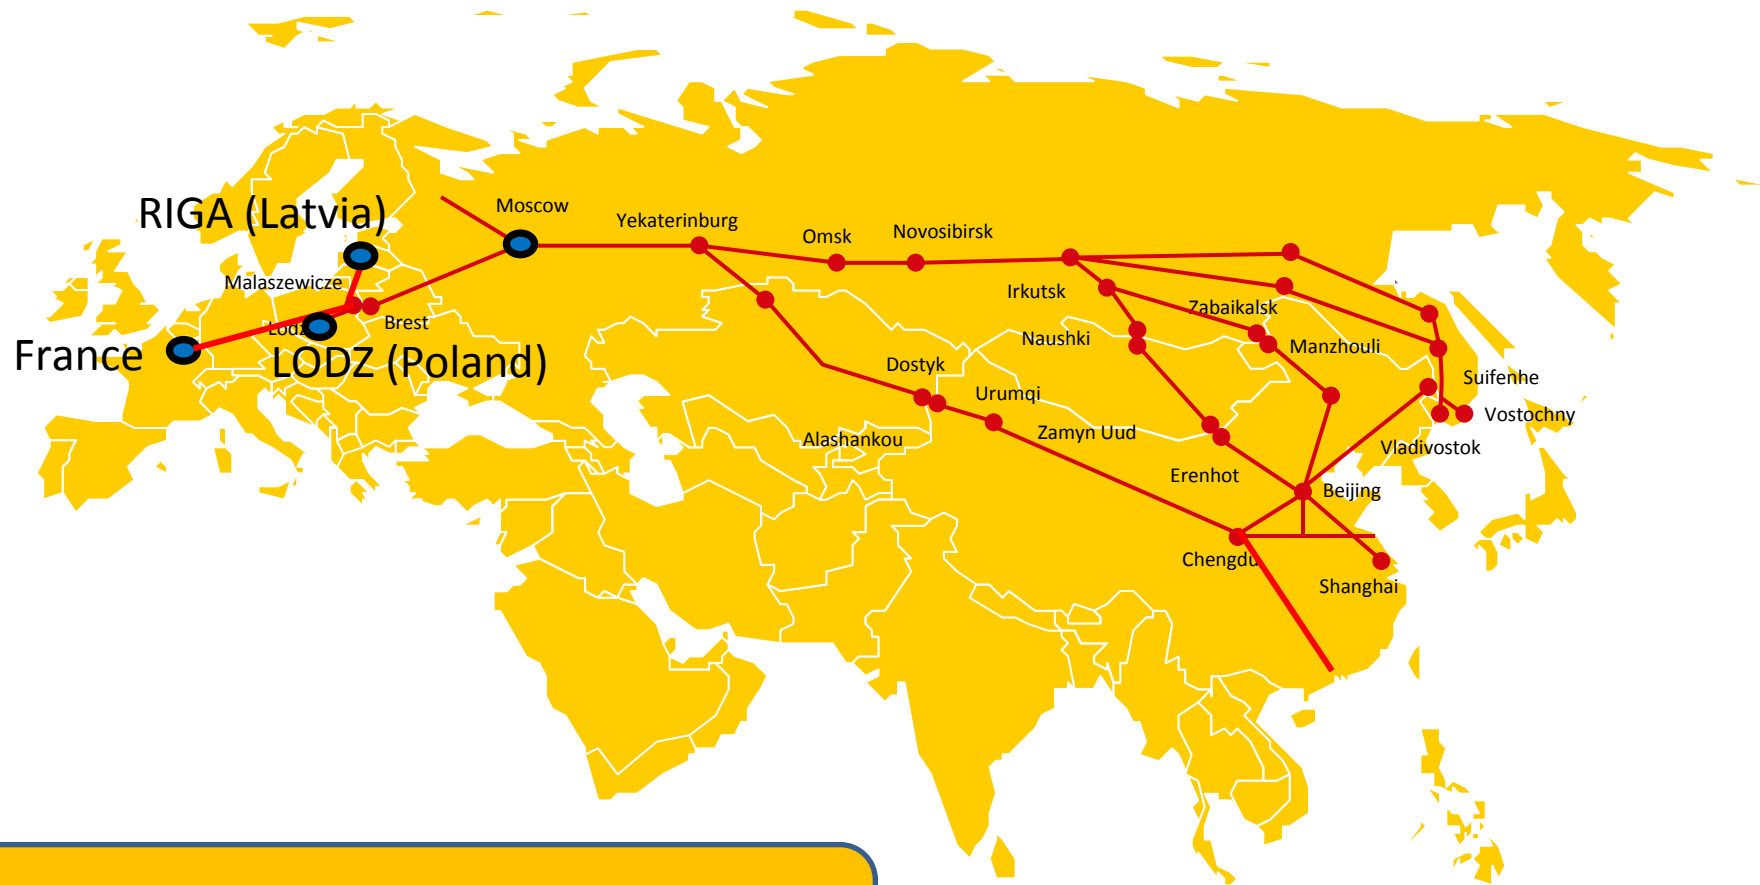 Moscow
RIGA (Latvia)
Yekaterinburg
Omsk
Novosibirsk
Malaszewicze
Irkutsk
Zabaikalsk
Brest
Lodz
Naushki
Manzhouli
France
LODZ (Poland)
Dostyk
Suifenhe
Urumqi
Vostochny
Alashankou
Zamyn Uud
Vladivostok
Erenhot
Beijing
Chengdu
Shanghai